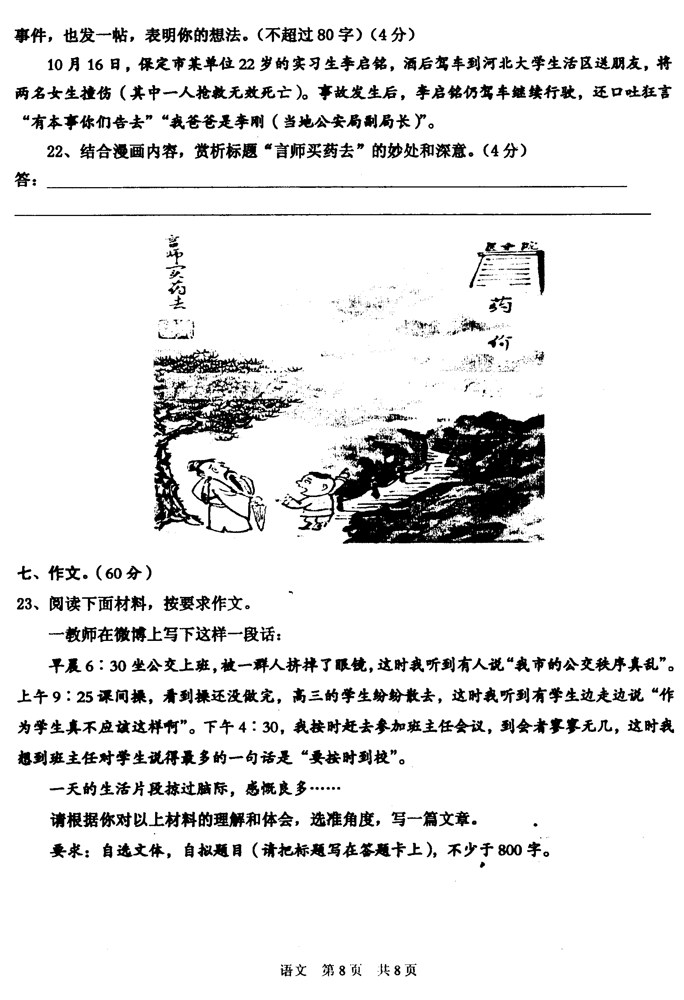 事件，也发一帖，表明你的想法。（不超过80字）（4分）
10月16日，保定市某单位22岁的实习生李启铭，酒后驾车到河北大学生活区送朋友，将
两名女生撞伤（其中一人抢救无效死亡）。事故发生后，李启铭仍驾车继续行驶，还口吐狂言
“有本事你们告去”“我爸爸是李刚（当地公安局副局长）”。
22、结合漫画内容，赏析标题“言师买药去”的妙处和深意。（4分）
答：
言师买药去
医院
药
价
七、作文。（60分）
23、阅读下面材料，按要求作文。
一教师在微博上写下这样一段话：
早晨6：30坐公交上班，被一群人挤掉了眼镜，这时我听到有人说“我市的公交秩序真乱”。
上午9：25课间操，看到操还没做完，高三的学生纷纷散去，这时我听到有学生边走边说“作
为学生真不应该这样啊”。下午4：30，我按时赶去参加班主任会议，到会者寥寥无几，这时我
想到班主任对学生说得最多的一句话是“要按时到校”。
一天的生活片段掠过脑际，感慨良多……
请根据你对以上材料的理解和体会，选准角度，写一篇文章。
要求：自选文体，自拟题目（请把标题写在答题卡上），不少于800字。
语文 第8页 共8页